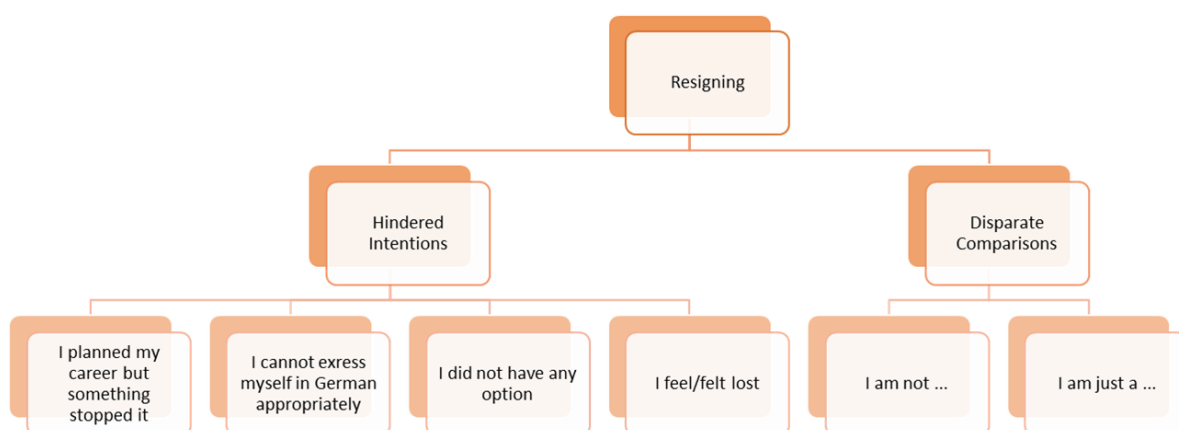 Resigning
Hindered
Intentions
Disparate
Comparisons
I planned my
career but
something
stopped it
I cannot exress
myself in German
appropriately
I did not have any
option
I feel/felt lost
I am not ...
I am just a ...